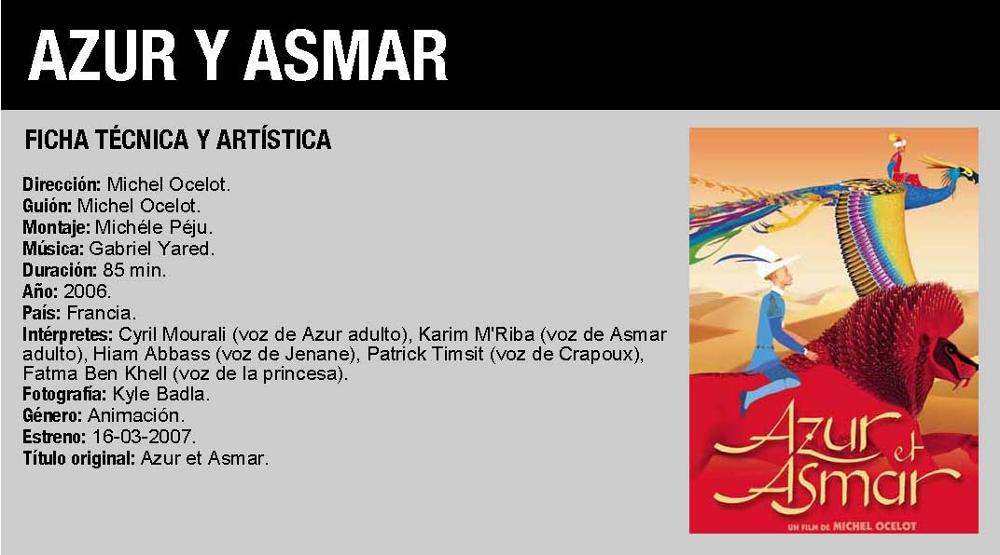 AZUR Y ASMAR
FICHA TÉCNICA Y ARTÍSTICA
Dirección: Michel Ocelot.
Guión: Michel Ocelot.
Montaje: Michéle Péju.
Música: Gabriel Yared.
Duración: 85 min.
Año: 2006.
País: Francia.
Intérpretes: Cyril Mourali (voz de Azur adulto), Karim M'Riba (voz de Asmar
adulto), Hiam Abbass (voz de Jenane), Patrick Timsit (voz de Crapoux),
Fatma Ben Khell (voz de la princesa).
Fotografía: Kyle Badla.
Género: Animación.
Estreno: 16-03-2007.
Título original: Azur et Asmar.
Azur et
Asmar
UN FILM DE MICHEL OCELOT